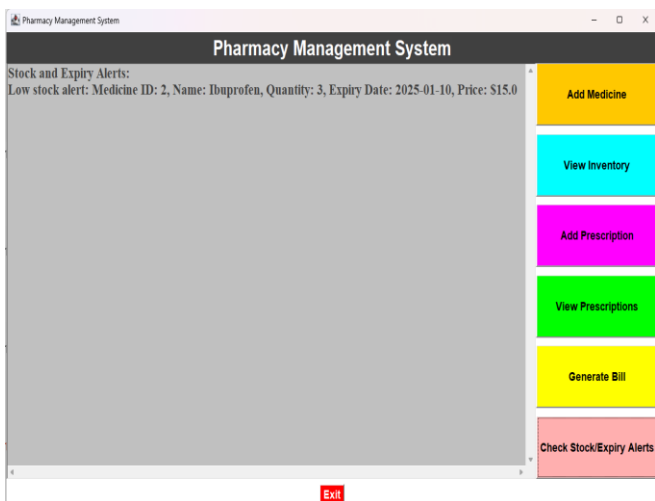 Pharmacy Management System
Pharmacy Management System
Stock and Expiry Alerts:
Low stock alert: Medicine ID: 2, Name: Ibuprofen, Quantity: 3, Expiry Date: 2025-01-10, Price: $15.0
Add Medicine
View Inventory
Add Prescription
View Prescriptions
Generate Bill
Check Stock/Expiry Alerts
Exit